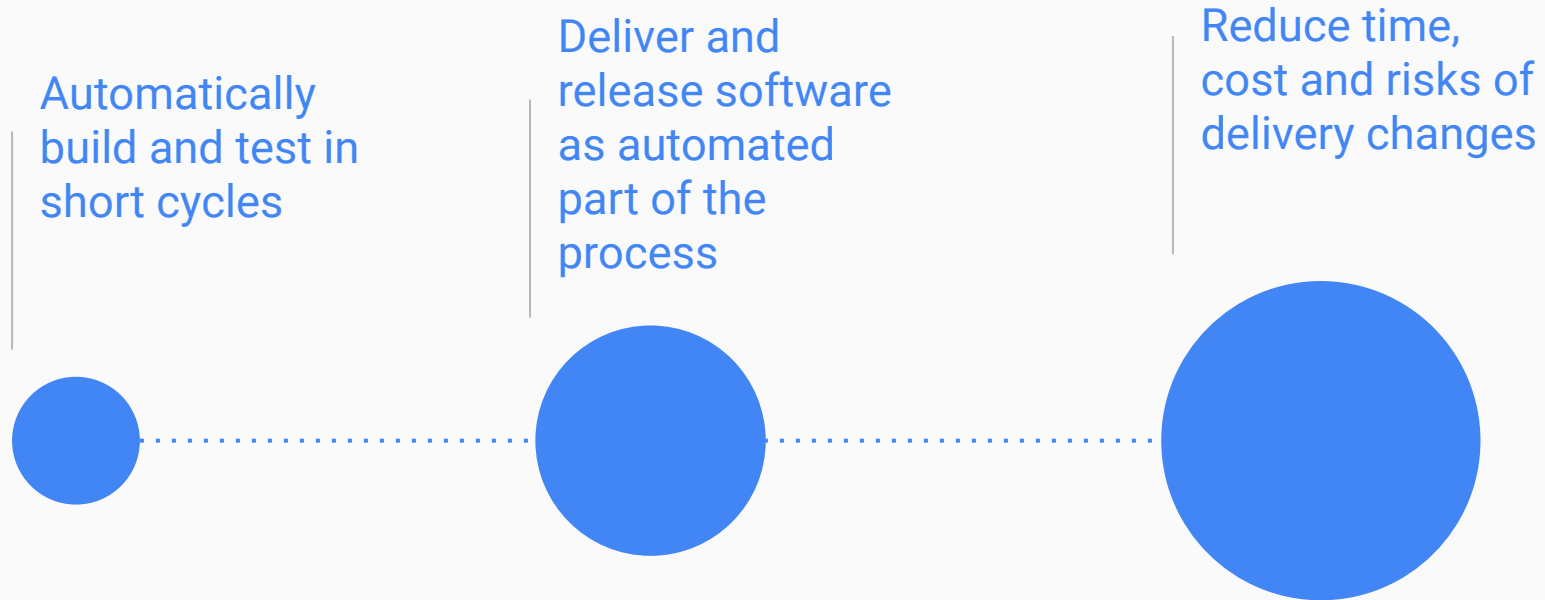 Automatically
build and test in
short cycles
Deliver and
release software
as automated
part of the
process
Reduce time,
cost and risks of
delivery changes